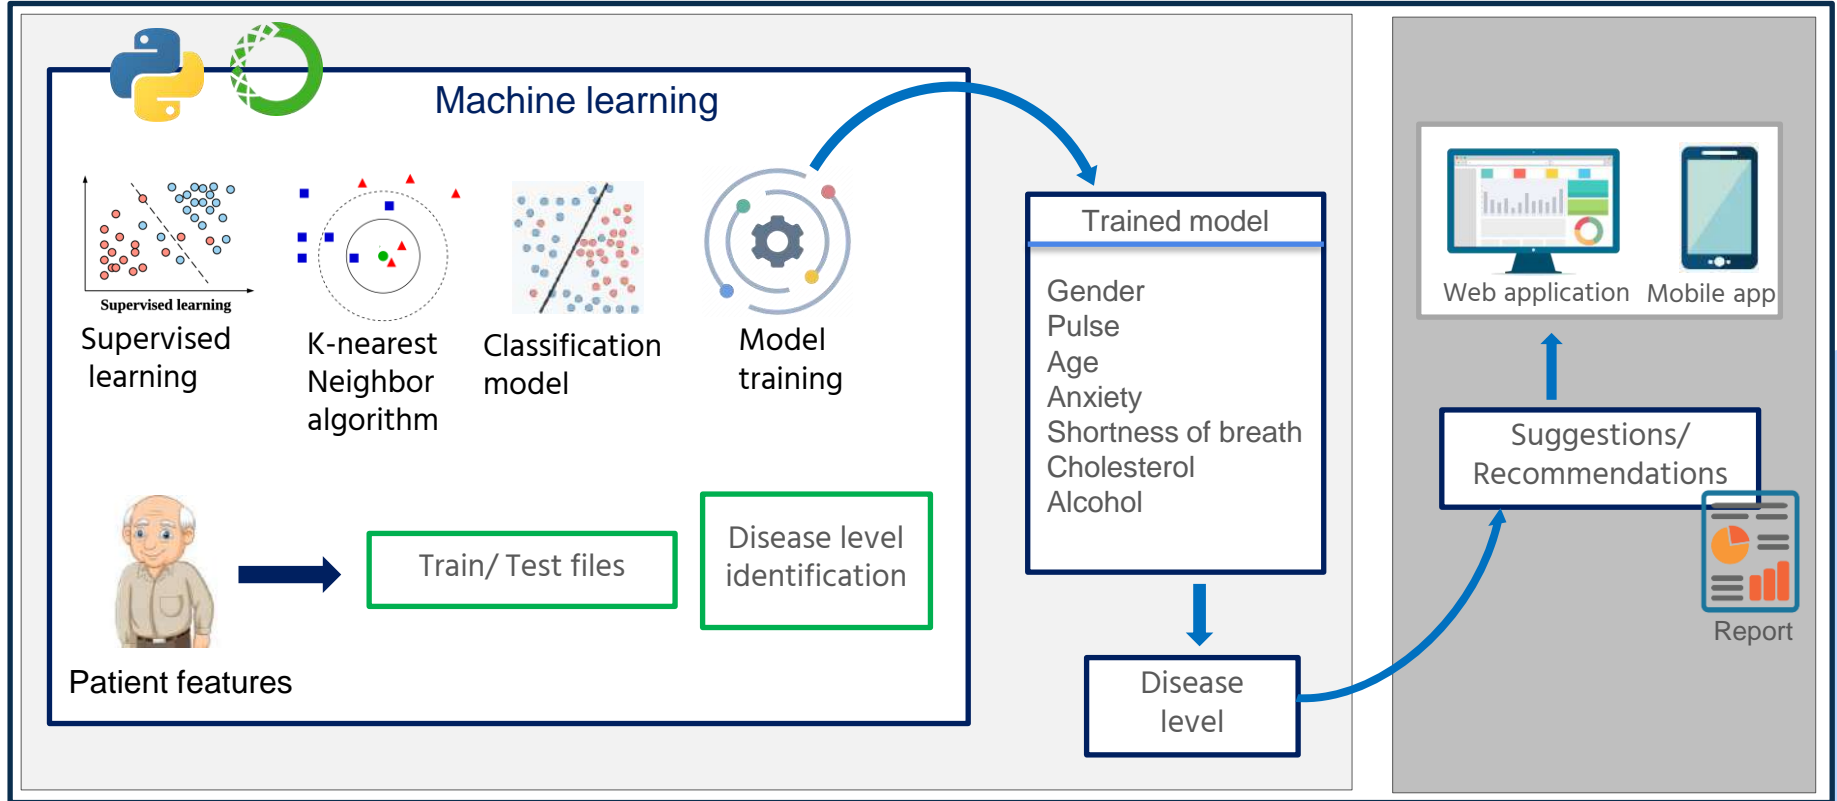 Machine learning
Supervised learning
Supervised
learning
K-nearest
Neighbor
algorithm
Classification
model
Model
training
Patient features
Train/ Test files
Disease level
identification
Trained model
Gender
Pulse
Age
Anxiety
Shortness of breath
Cholesterol
Alcohol
Disease
level
Web application
Mobile app
Suggestions/
Recommendations
Report